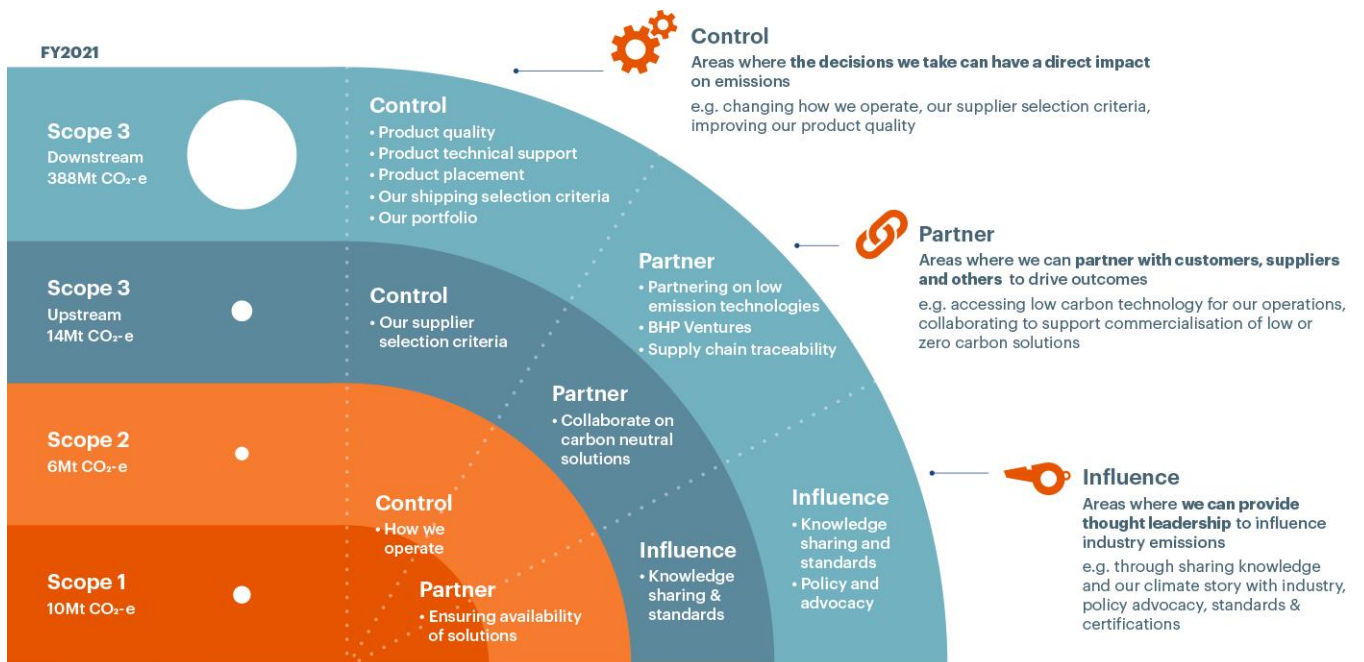 FY2021
Scope 3
Downstream
388Mt CO₂-e
Control
• Product quality
• Product technical support
• Product placement
• Our shipping selection criteria
• Our portfolio
Partner
• Partnering on low
emission technologies
• BHP Ventures
• Supply chain traceability
Influence
• Knowledge
sharing and
standards
• Policy and
advocacy
Scope 3
Upstream
14Mt CO₂-e
Control
• Our supplier
selection criteria
Partner
• Collaborate on
carbon neutral
solutions
Influence
• Knowledge
sharing &
standards
Scope 2
6Mt CO₂-e
Scope 1
10Mt CO₂-e
Control
• How we
operate
Partner
• Ensuring availability
of solutions
Control
Areas where the decisions we take can have a direct impact
on emissions
e.g. changing how we operate, our supplier selection criteria,
improving our product quality
Partner
Areas where we can partner with customers, suppliers
and others to drive outcomes
e.g. accessing low carbon technology for our operations,
collaborating to support commercialisation of low or
zero carbon solutions
Influence
Areas where we can provide
thought leadership to influence
industry emissions
e.g. through sharing knowledge
and our climate story with industry,
policy advocacy, standards &
certifications